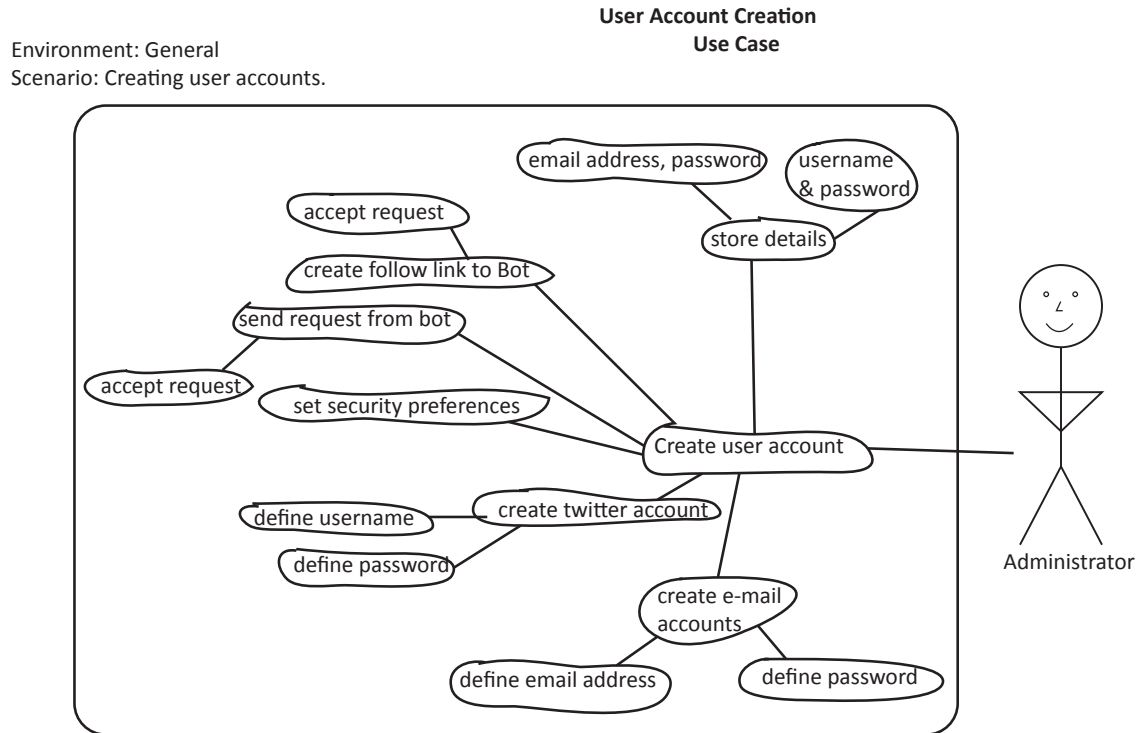 User Account Creation
Use Case
Environment: General
Scenario: Creating user accounts.
email address, password
username
& password
accept request
store details
create follow link to Bot
send request from bot
accept request
set security preferences
Create user account
define username
create twitter account
define password
Administrator
create e-mail
accounts
define email address
define password